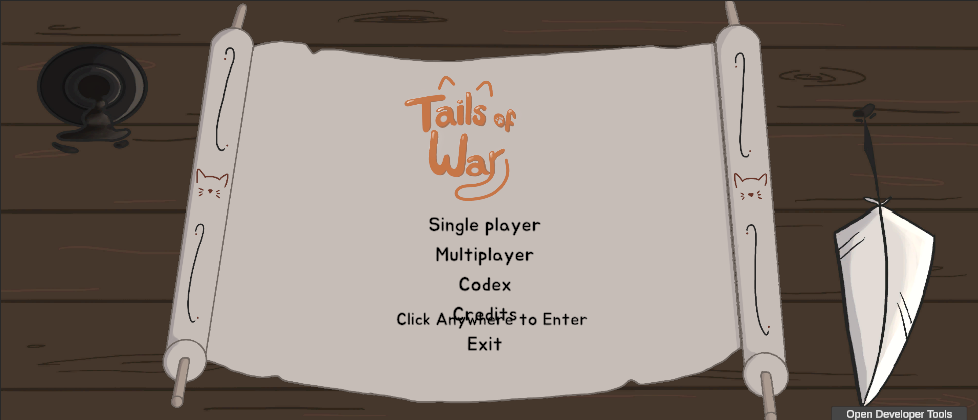 Tails of
War
Single player
Multiplayer
Codex
Credits
Click Anywhere to Enter
Exit
Open Developer Tools